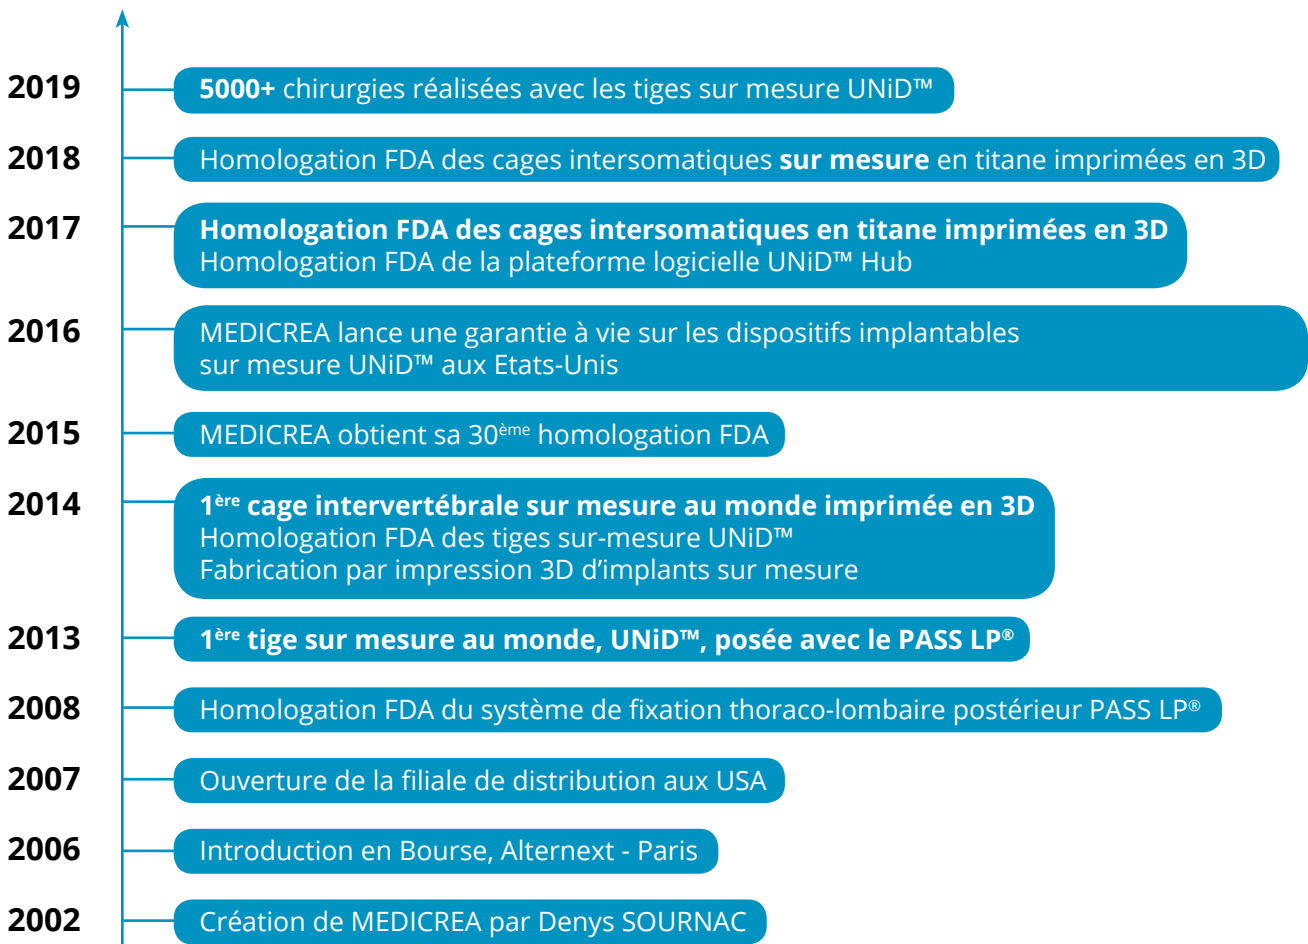 2019
5000+ chirurgies réalisées avec les tiges sur mesure UNiD™
2018
Homologation FDA des cages intersomatiques sur mesure en titane imprimées en 3D
2017
Homologation FDA des cages intersomatiques en titane imprimées en 3D
Homologation FDA de la plateforme logicielle UNiD™ Hub
2016
MEDICREA lance une garantie à vie sur les dispositifs implantables
sur mesure UNiD™ aux Etats-Unis
2015
MEDICREA obtient sa 30ème homologation FDA
2014
1ère cage intervertébrale sur mesure au monde imprimée en 3D
Homologation FDA des tiges sur-mesure UNiD™
Fabrication par impression 3D d’implants sur mesure
2013
1ère tige sur mesure au monde, UNiD™, posée avec le PASS LP®
2008
Homologation FDA du système de fixation thoraco-lombaire postérieur PASS LP®
2007
Ouverture de la filiale de distribution aux USA
2006
Introduction en Bourse, Alternext - Paris
2002
Création de MEDICREA par Denys SOURNAC